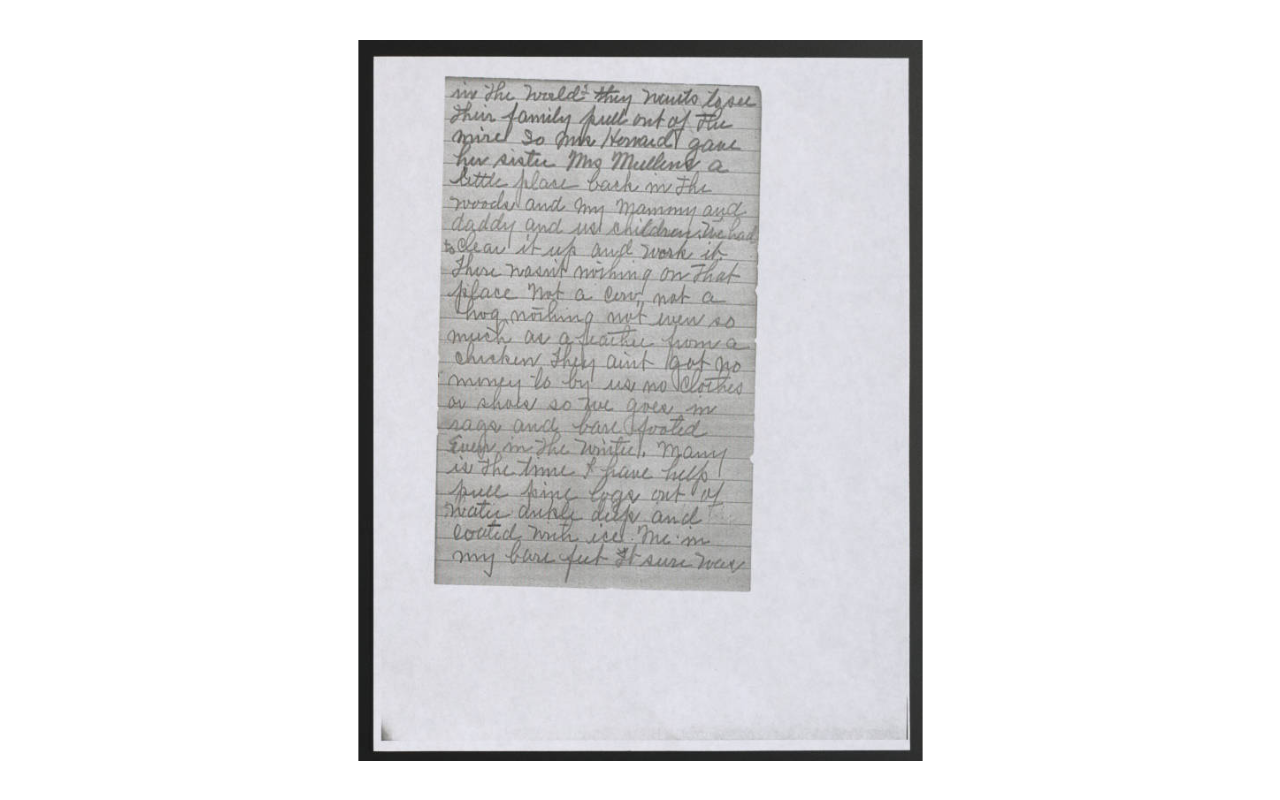 in the World they wants to see
their family pull out of the
mire So Mrs Howard gave
her sister Mrs Mullens a
little place back in the
woods and my Mammy and
daddy and us children We had
to clear it up and work it
There wasnt nothing on that
place Not a Cow, not a
hog, nothing not even so
much as a feather from a
chicken They aint got no
money to by us no clothes
or shoes so we goes in
rags and bare footed
Even in the Winter. Many
is the time I have help
pull pine logs out of
water ankle deep and
coated with ice. Me in
my bare feet It sure was